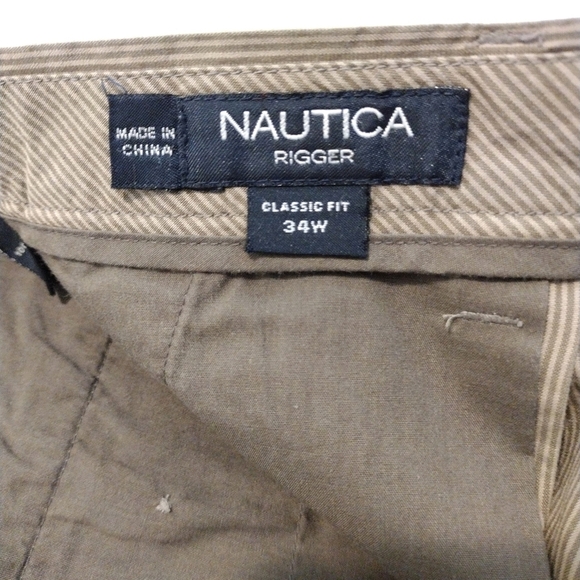 MADE IN
CHINA
NAUTICA
RIGGER
CLASSIC FIT
34W